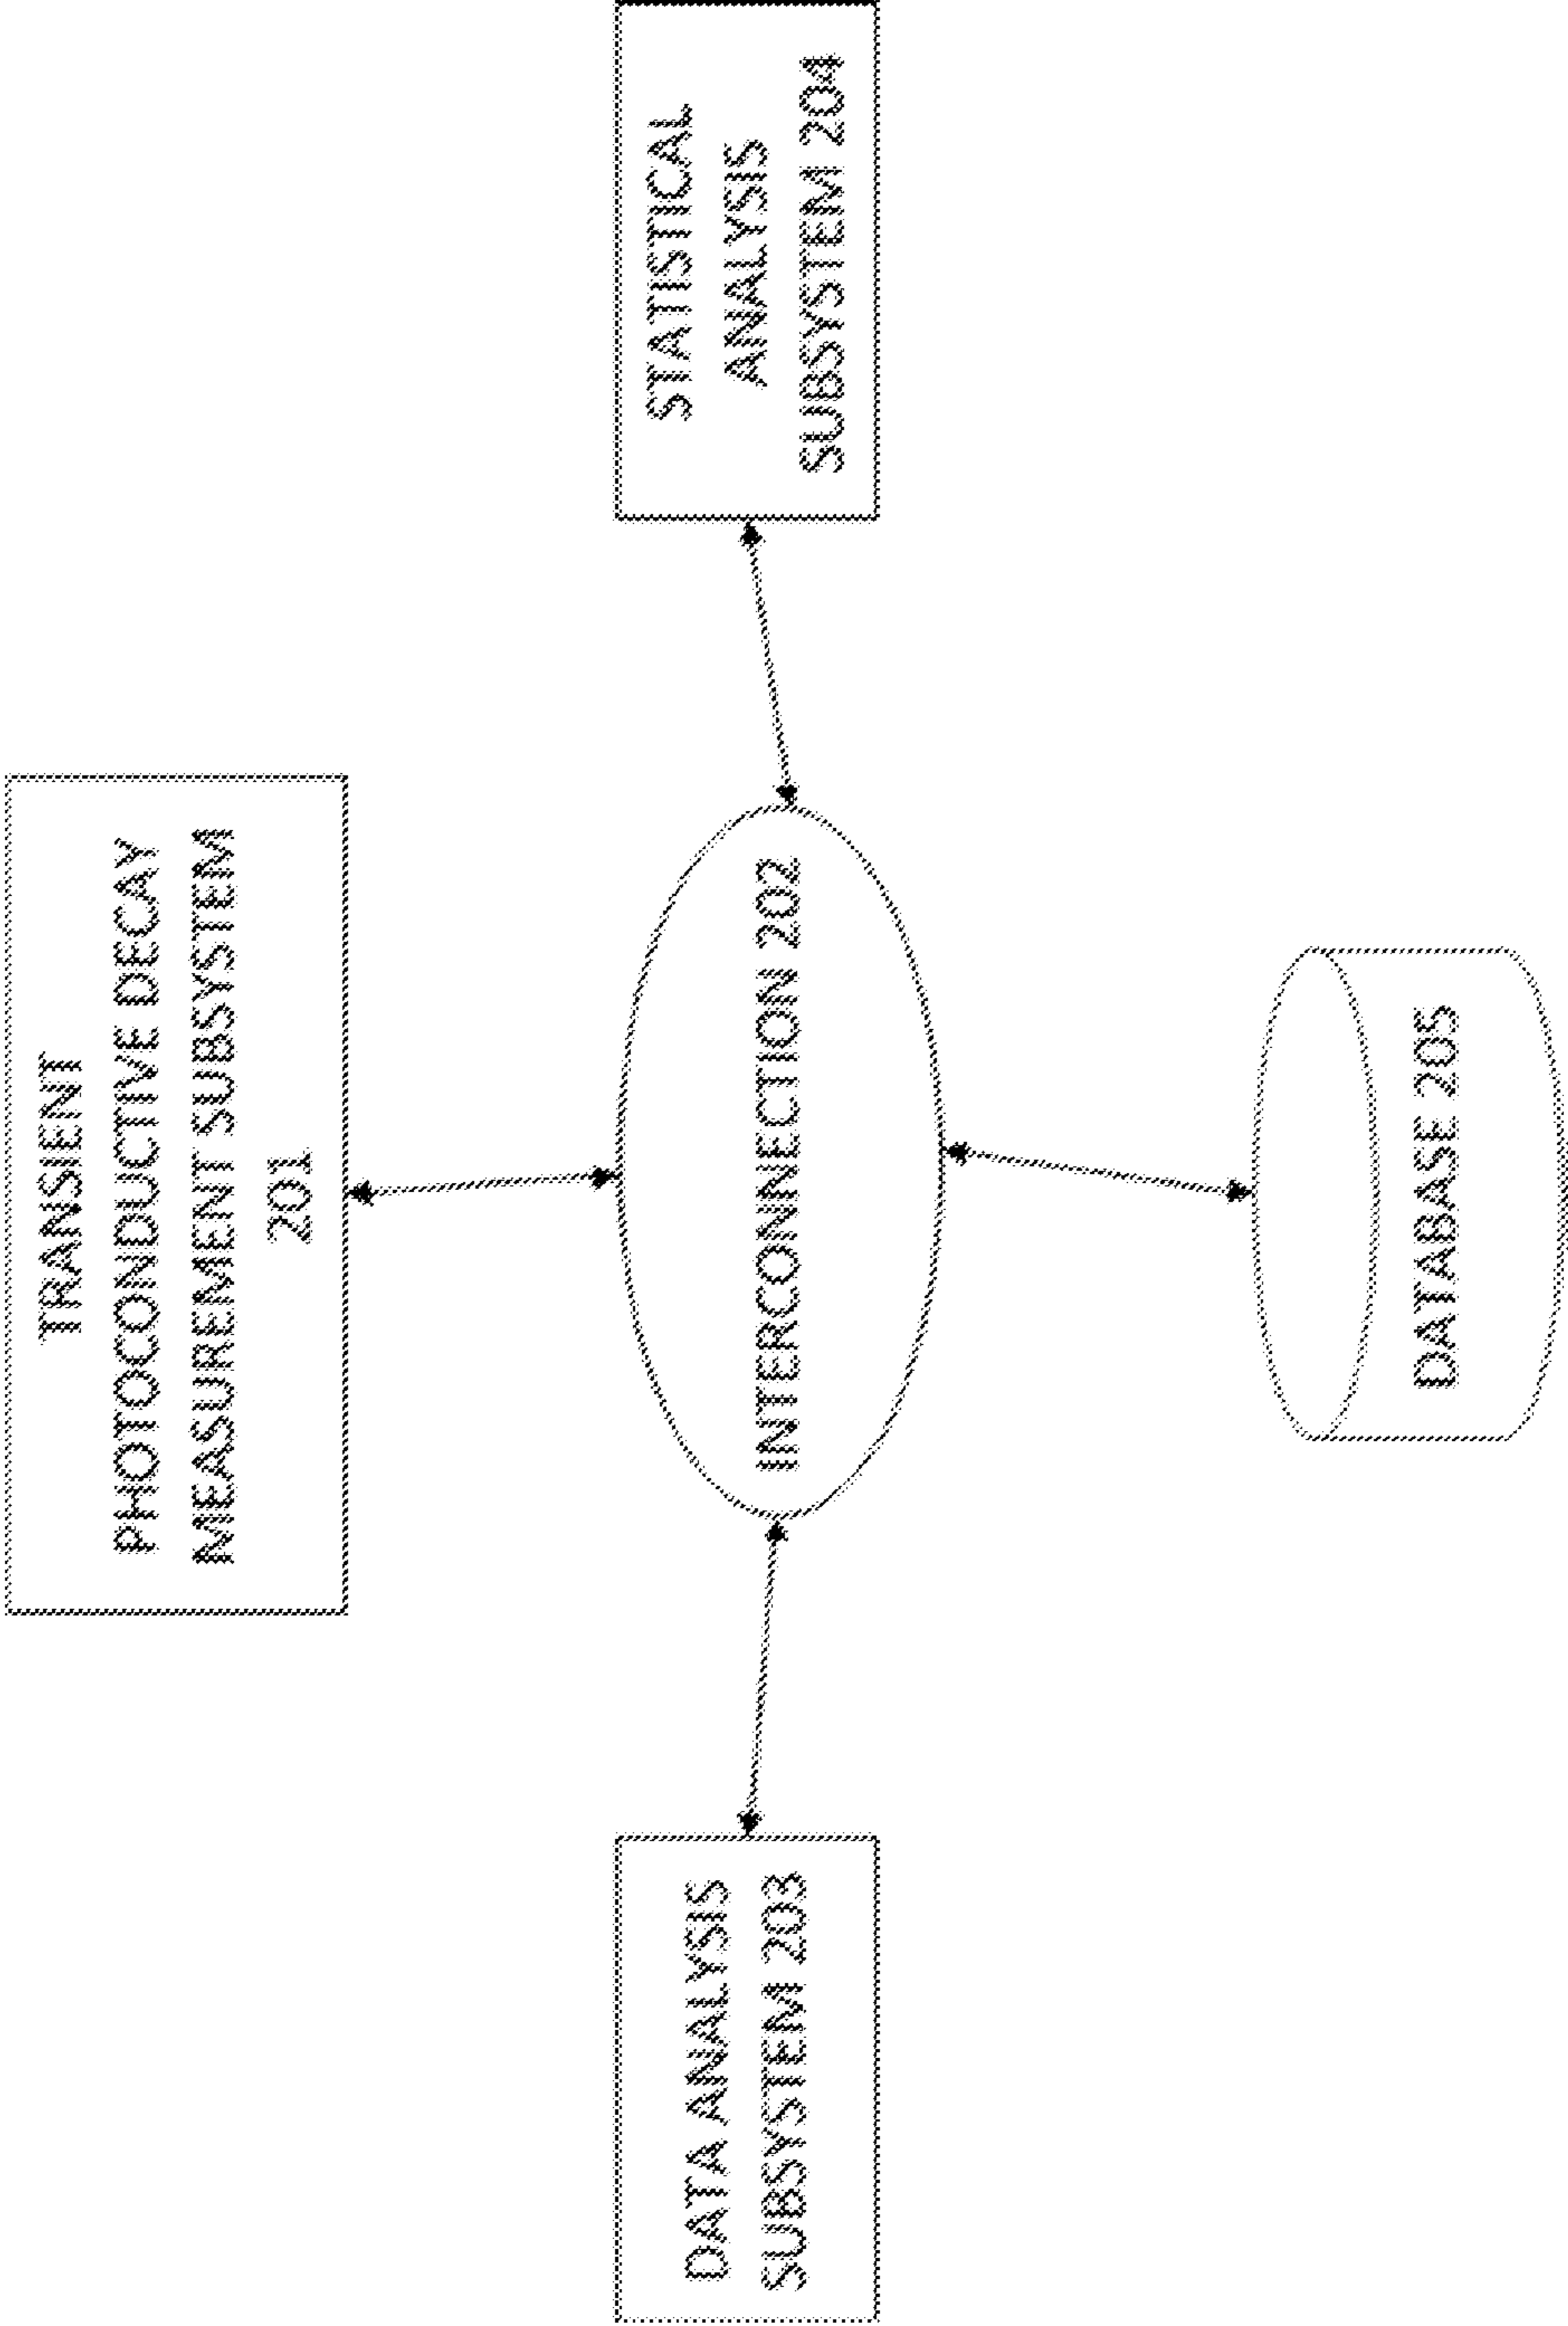 TRANSIENT
PHOTOCONDUCTIVE DECAY
MEASUREMENT SUBSYSTEM
201
DATA ANALYSIS
SUBSYSTEM 203
INTERCONNECTION 202
STATISTICAL
ANALYSIS
SUBSYSTEM 204
DATABASE 205